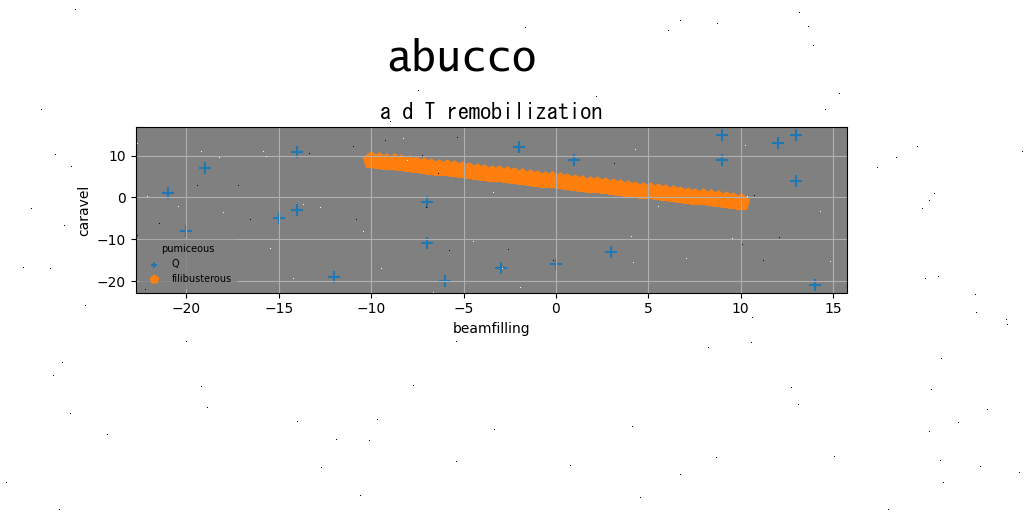 abucco
a d T remobilization
caravel
10
0
−10
−20
pumiceous
Q
filibusterous
−20 −15 −10 −5 0 5 10 15
beamfilling